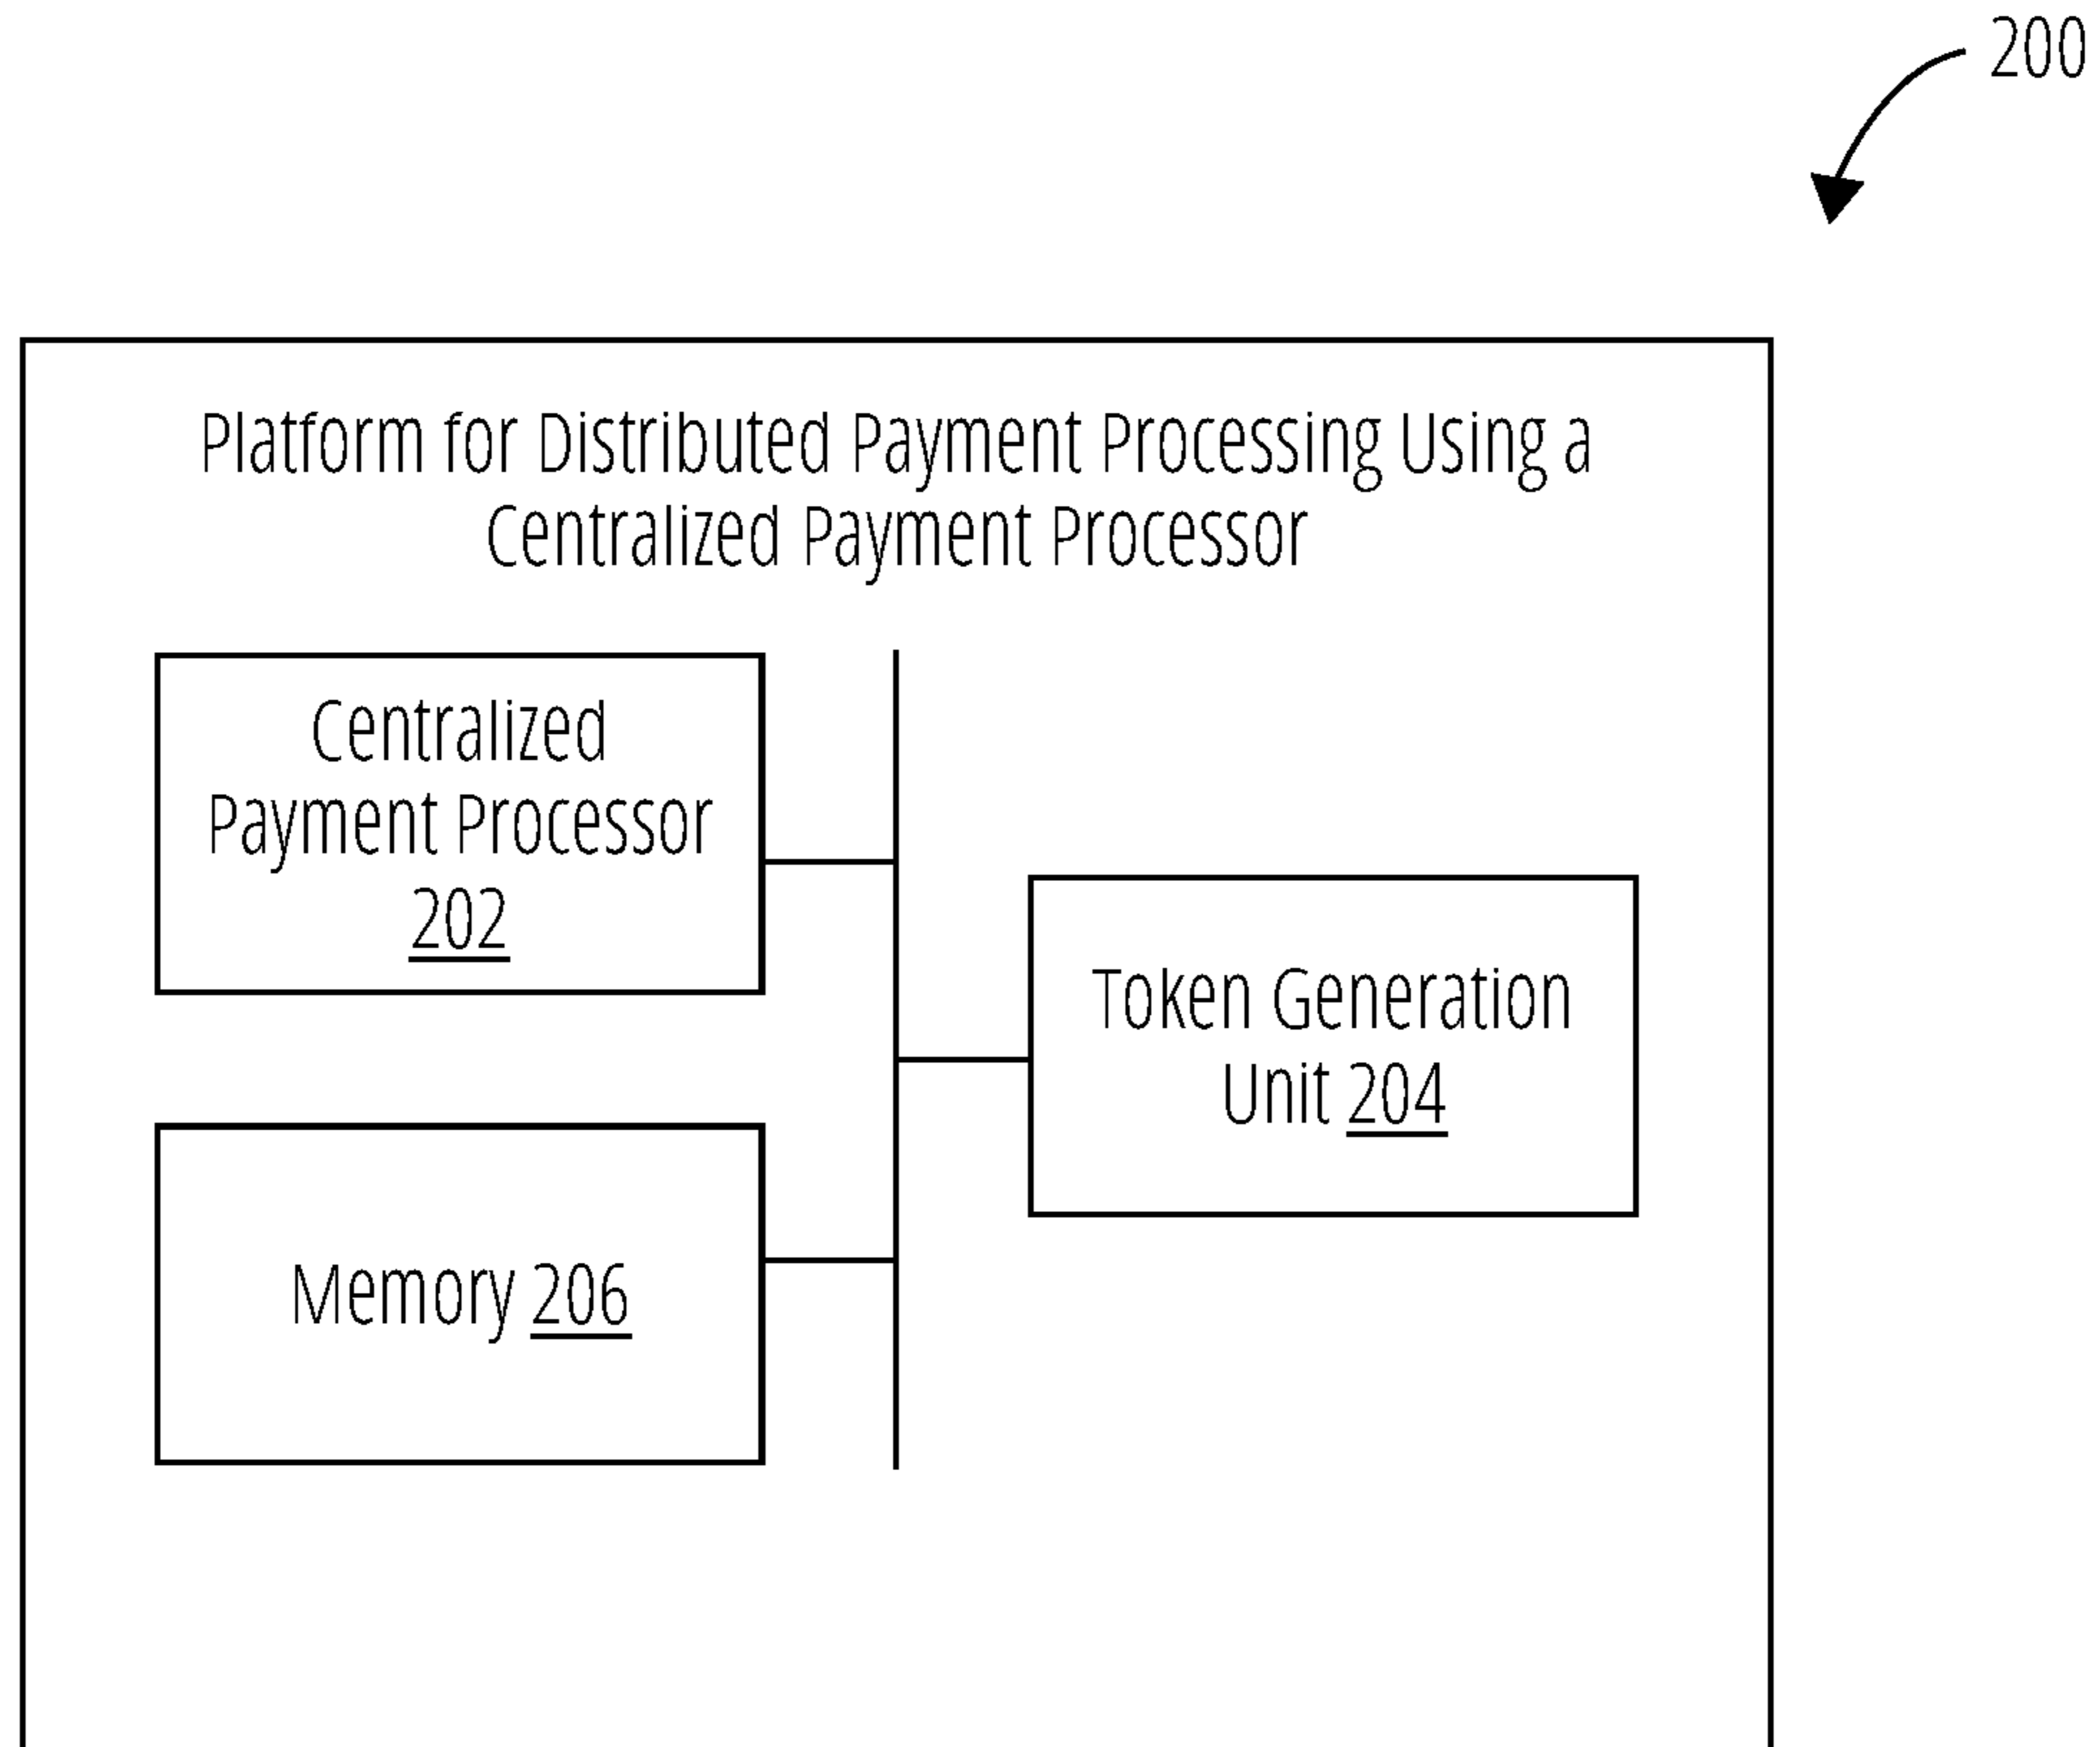 200
Platform for Distributed Payment Processing Using a
Centralized Payment Processor
Centralized
Payment Processor
202
Token Generation
Unit 204
Memory 206